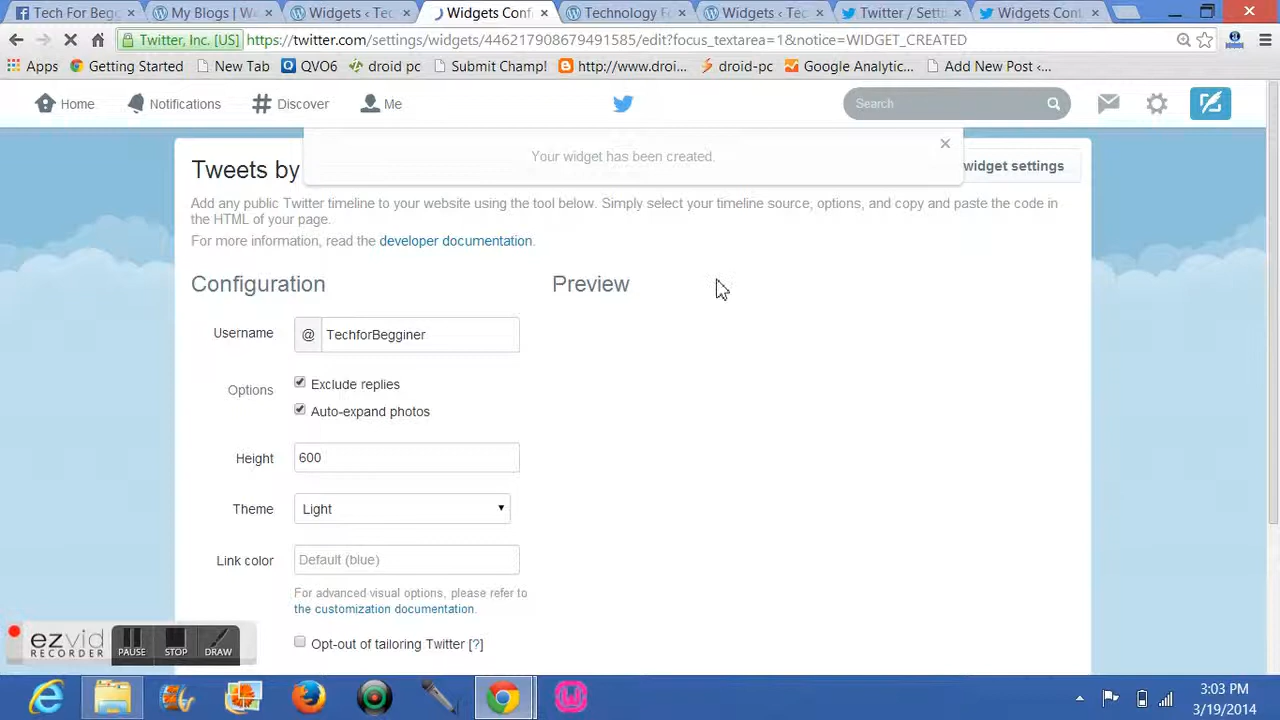 Tech For Begg
My Blogs | We
Widgets ‹ Tec
Widgets Confi
Technology F
Widgets ‹ Tec
Twitter / Setti
Widgets Cont
Twitter, Inc. [US] https://twitter.com/settings/widgets/446217908679491585/edit?focus_textarea=1&notice=WIDGET_CREATED
Apps
Getting Started
New Tab
QVO6
droid pc
Submit Champ!
http://www.droi...
droid-pc
Google Analytic...
Add New Post ‹...
Home
Notifications
Discover
Me
Search
Your widget has been created.
Tweets by
widget settings
Add any public Twitter timeline to your website using the tool below. Simply select your timeline source, options, and copy and paste the code in
the HTML of your page.
For more information, read the developer documentation.
Configuration
Preview
Username
@ TechforBegginer
Options
Exclude replies
Auto-expand photos
Height
600
Theme
Light
Link color
Default (blue)
For advanced visual options, please refer to
the customization documentation.
Opt-out of tailoring Twitter [?]
ezvid
RECORDER
PAUSE
STOP
DRAW
3:03 PM
3/19/2014